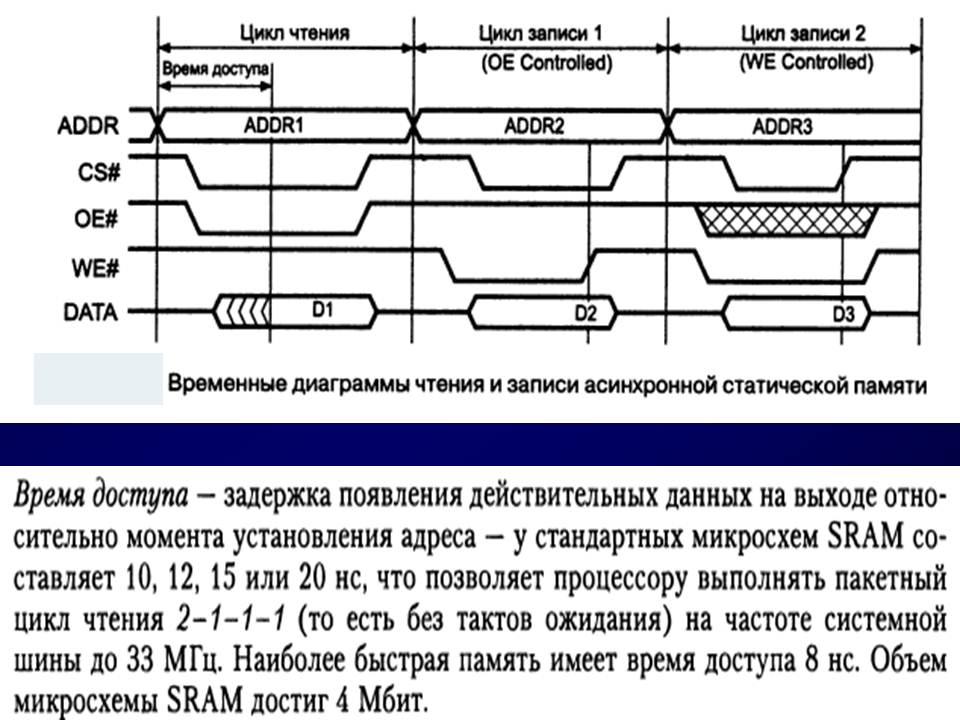 Цикл чтения Цикл записи 1 Цикл записи 2
(OE Controlled) (WE Controlled)
Время доступа
ADDR ADDR1 ADDR2 ADDR3
CS#
OE#
WE#
DATA D1 D2 D3
Временные диаграммы чтения и записи асинхронной статической памяти
Время доступа – задержка появления действительных данных на выходе отно-
сительно момента установления адреса – у стандартных микросхем SRAM со-
ставляет 10, 12, 15 или 20 нс, что позволяет процессору выполнять пакетный
цикл чтения 2-1-1-1 (то есть без тактов ожидания) на частоте системной
шины до 33 МГц. Наиболее быстрая память имеет время доступа 8 нс. Объем
микросхемы SRAM достиг 4 Мбит.